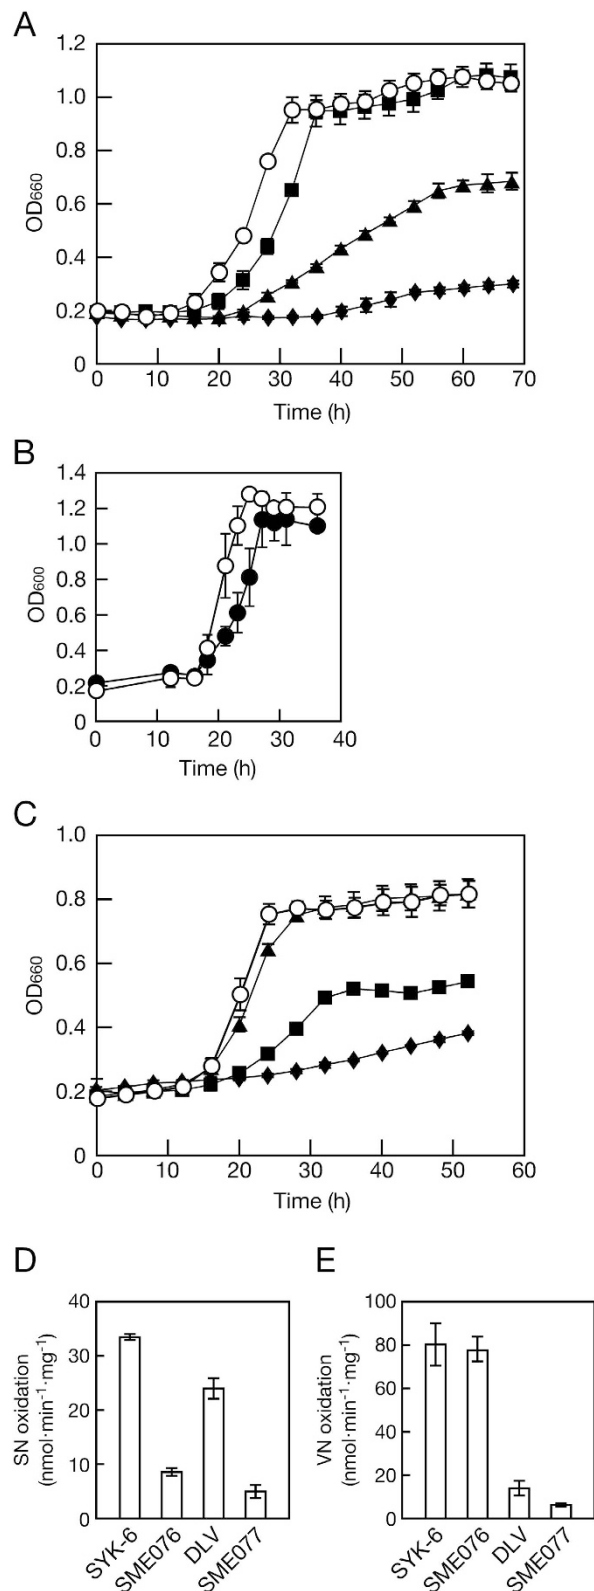 A
1.2
1.0
0.8
0.6
0.4
0.2
0
OD660
0 10 20 30 40 50 60 70
Time (h)
B
1.4
1.2
1.0
0.8
0.6
0.4
0.2
0
OD600
0 10 20 30 40
Time (h)
C
1.0
0.8
0.6
0.4
0.2
0
OD660
0 10 20 30 40 50 60
Time (h)
D
40
30
20
10
0
SN oxidation
(nmol·min⁻¹·mg⁻¹)
SYK-6 SME076 DLV SME077
E
100
80
60
40
20
0
VN oxidation
(nmol·min⁻¹·mg⁻¹)
SYK-6 SME076 DLV SME077